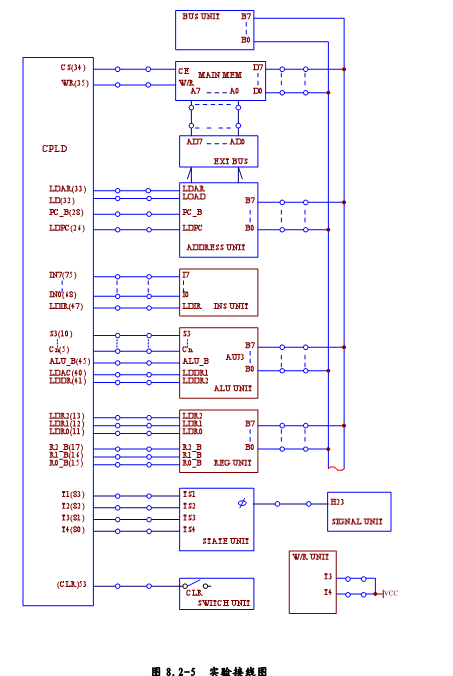 BUS UNIT B7
B0
CS(34) CE MAIN MEM D7
WR(35) W/R
A7 A0 D0
CPLD
AD7 AD0
EXT BUS
LDAR(33) LDAR
LD(32) LOAD B7
PC_B(28) PC_B
LDPC(26) LDPC B0
ADDRESS UNIT
IN7(75) I7
IN0(68) I0
LDIR(47) LDIR INS UNIT
S3(10) S3
Cn(5) Cn B7
AUJ3
ALU_B(45) ALU_B
LDAC(40) LDDR1 B0
LDDR(41) LDDR2
ALU UNIT
LDR2(13) LDR2
LDR1(12) LDR1 B7
LDR0(11) LDR0
R2_B(17) R2_B B0
R1_B(16) R1_B
R0_B(15) R0_B REG UNIT
T1(83) TS1
T2(82) TS2 Φ H23
T3(81) TS3 SIGNAL UNIT
T4(80) TS4
STATE UNIT
W/R UNIT
T3
(CLR)53 CLR T4 VCC
SWITCH UNIT
图 8.2-5 实验接线图